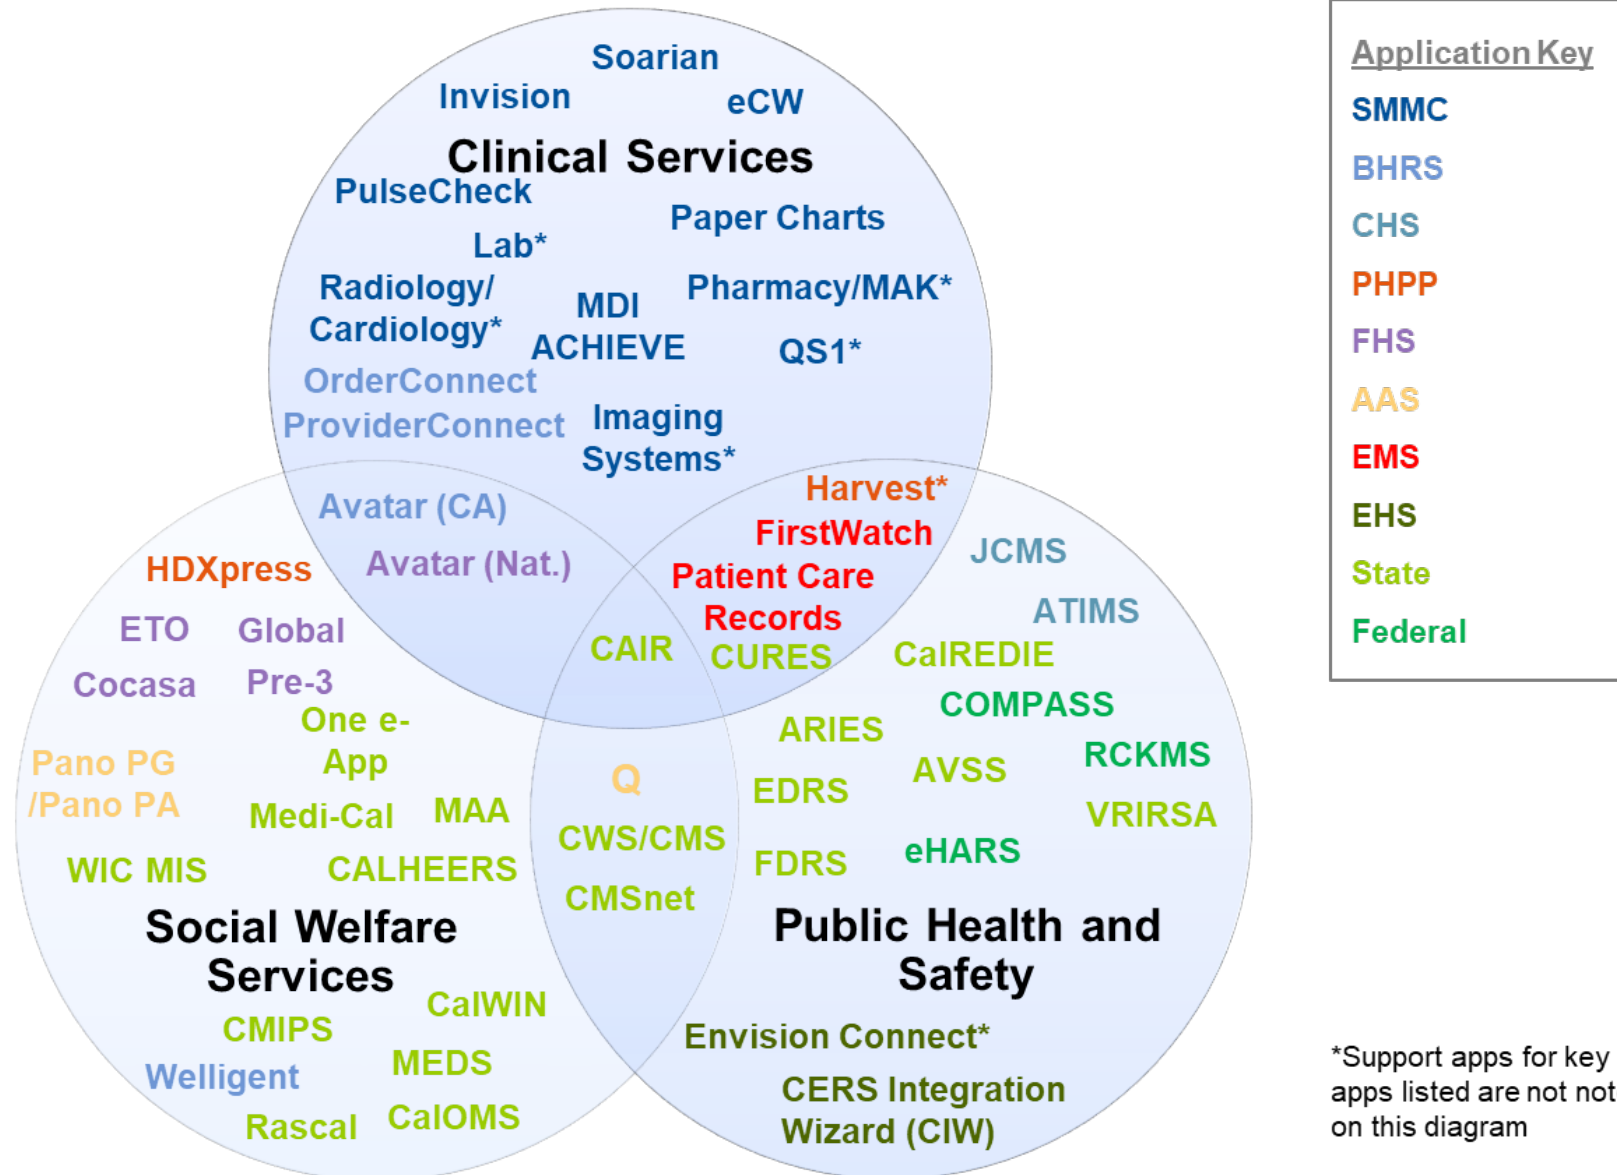 Soarian
Invision
eCW
Clinical Services
PulseCheck
Paper Charts
Lab*
Radiology/
Cardiology*
MDI
ACHIEVE
Pharmacy/MAK*
QS1*
OrderConnect
ProviderConnect
Imaging
Systems*
Avatar (CA)
Avatar (Nat.)
Harvest*
FirstWatch
Patient Care
Records
CAIR
CURES
HDXpress
ETO
Global
Cocasa
Pre-3
One e-
App
Pano PG
/Pano PA
Medi-Cal
MAA
WIC MIS
CALHEERS
Social Welfare
Services
CalWIN
CMIPS
MEDS
Welligent
Rascal
CalOMS
Q
CWS/CMS
CMSnet
JCMS
ATIMS
CalREDIE
COMPASS
ARIES
RCKMS
AVSS
EDRS
VRIRSA
eHARS
FDRS
Public Health and
Safety
Envision Connect*
CERS Integration
Wizard (CIW)
Application Key
SMMC
BHRS
CHS
PHPP
FHS
AAS
EMS
EHS
State
Federal
*Support apps for key
apps listed are not
on this diagram